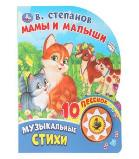 В. СТЕПАНОВ
МАМЫ И МАЛЫШИ
10 ПЕСЕНОК
МУЗЫКАЛЬНЫЕ
СТИХИ